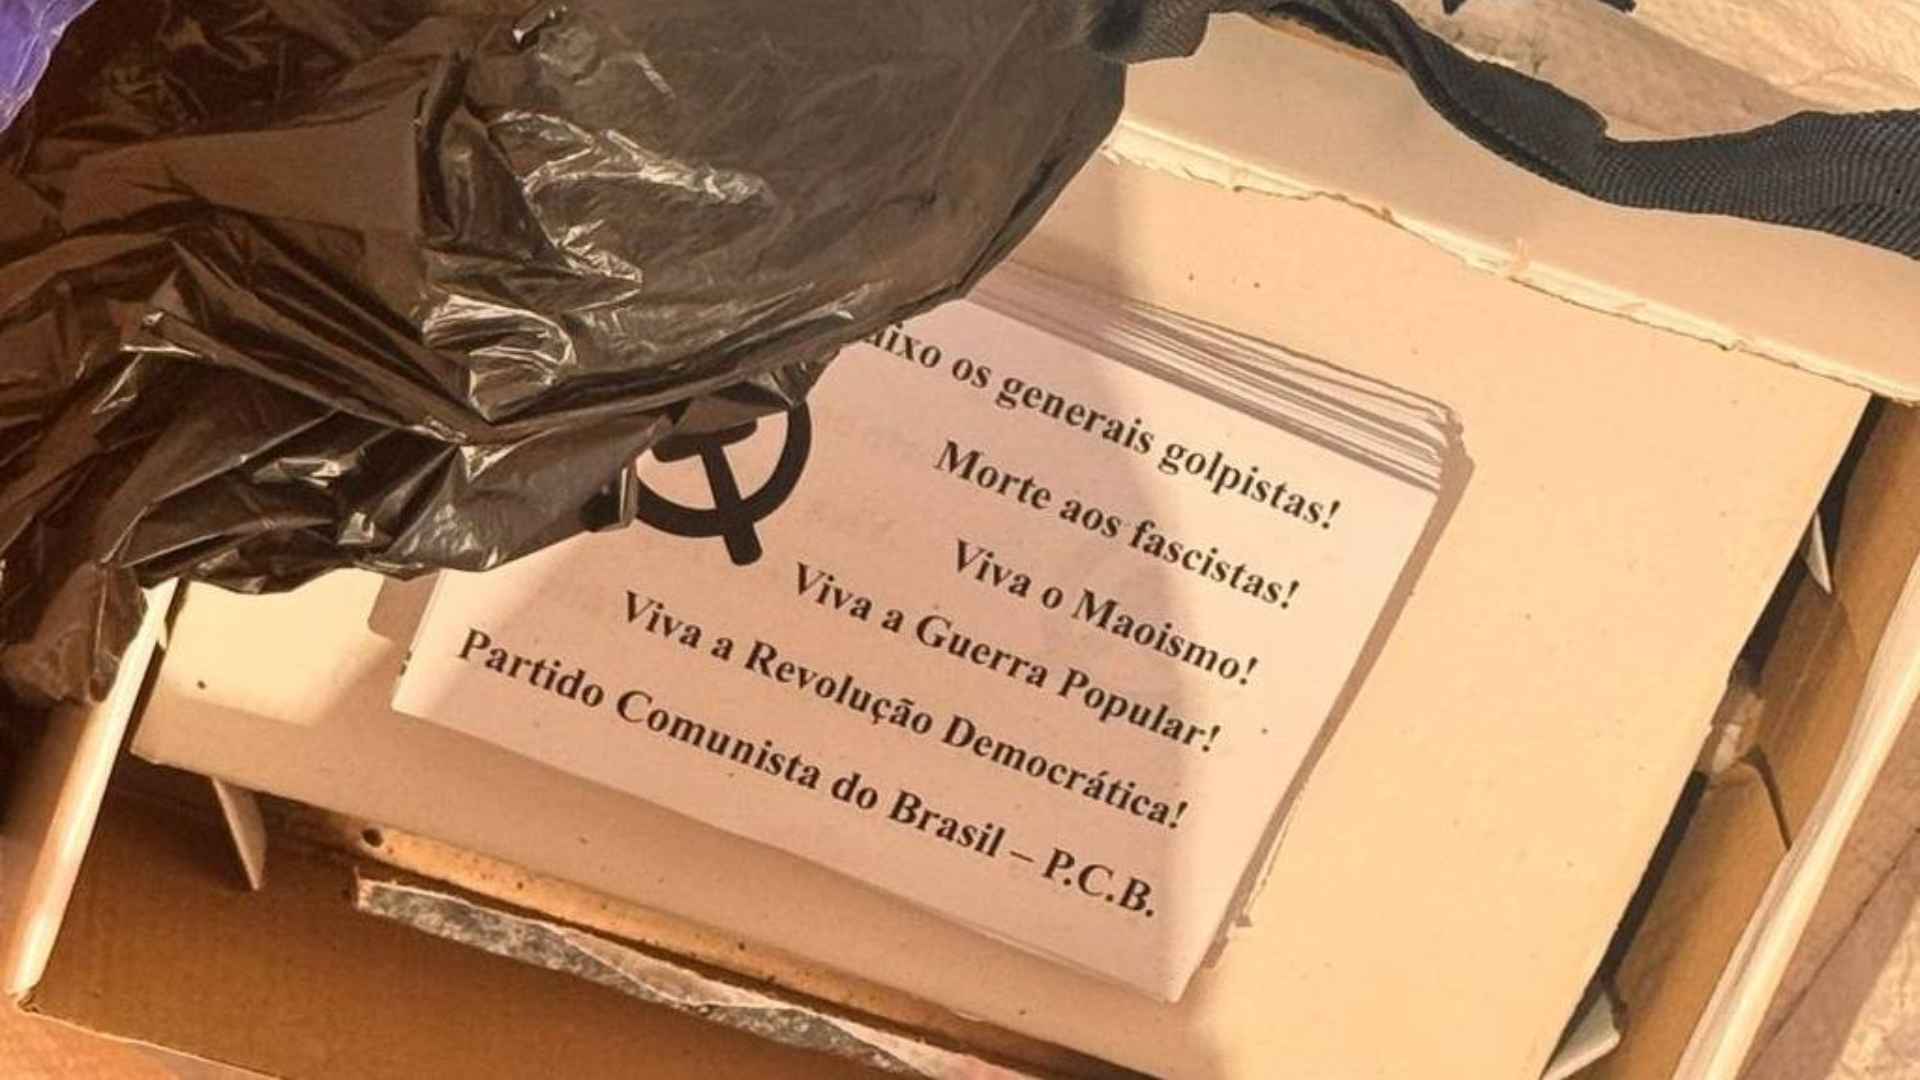 os generais golpistas!
Morte aos fascistas!
Viva o Maoismo!
Viva a Guerra Popular!
Viva a Revolução Democrática!
Partido Comunista do Brasil – P.C.B.